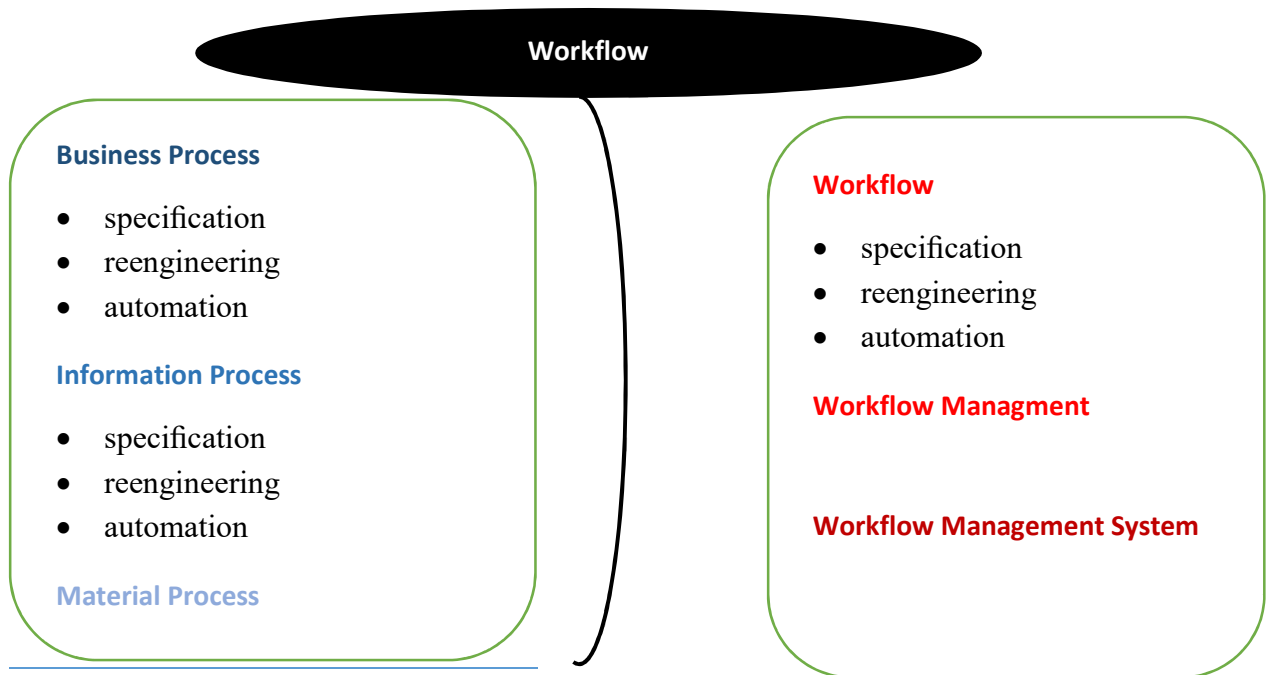 Workflow
Business Process
• specification
• reengineering
• automation
Information Process
• specification
• reengineering
• automation
Material Process
Workflow
• specification
• reengineering
• automation
Workflow Managment
Workflow Management System